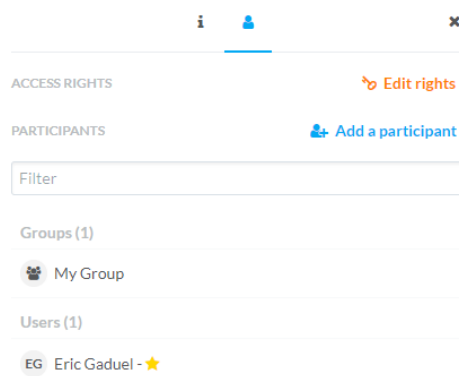 ACCESS RIGHTS Edit rights
PARTICIPANTS Add a participant
Filter
Groups (1)
My Group
Users (1)
EG Eric Gaduel -